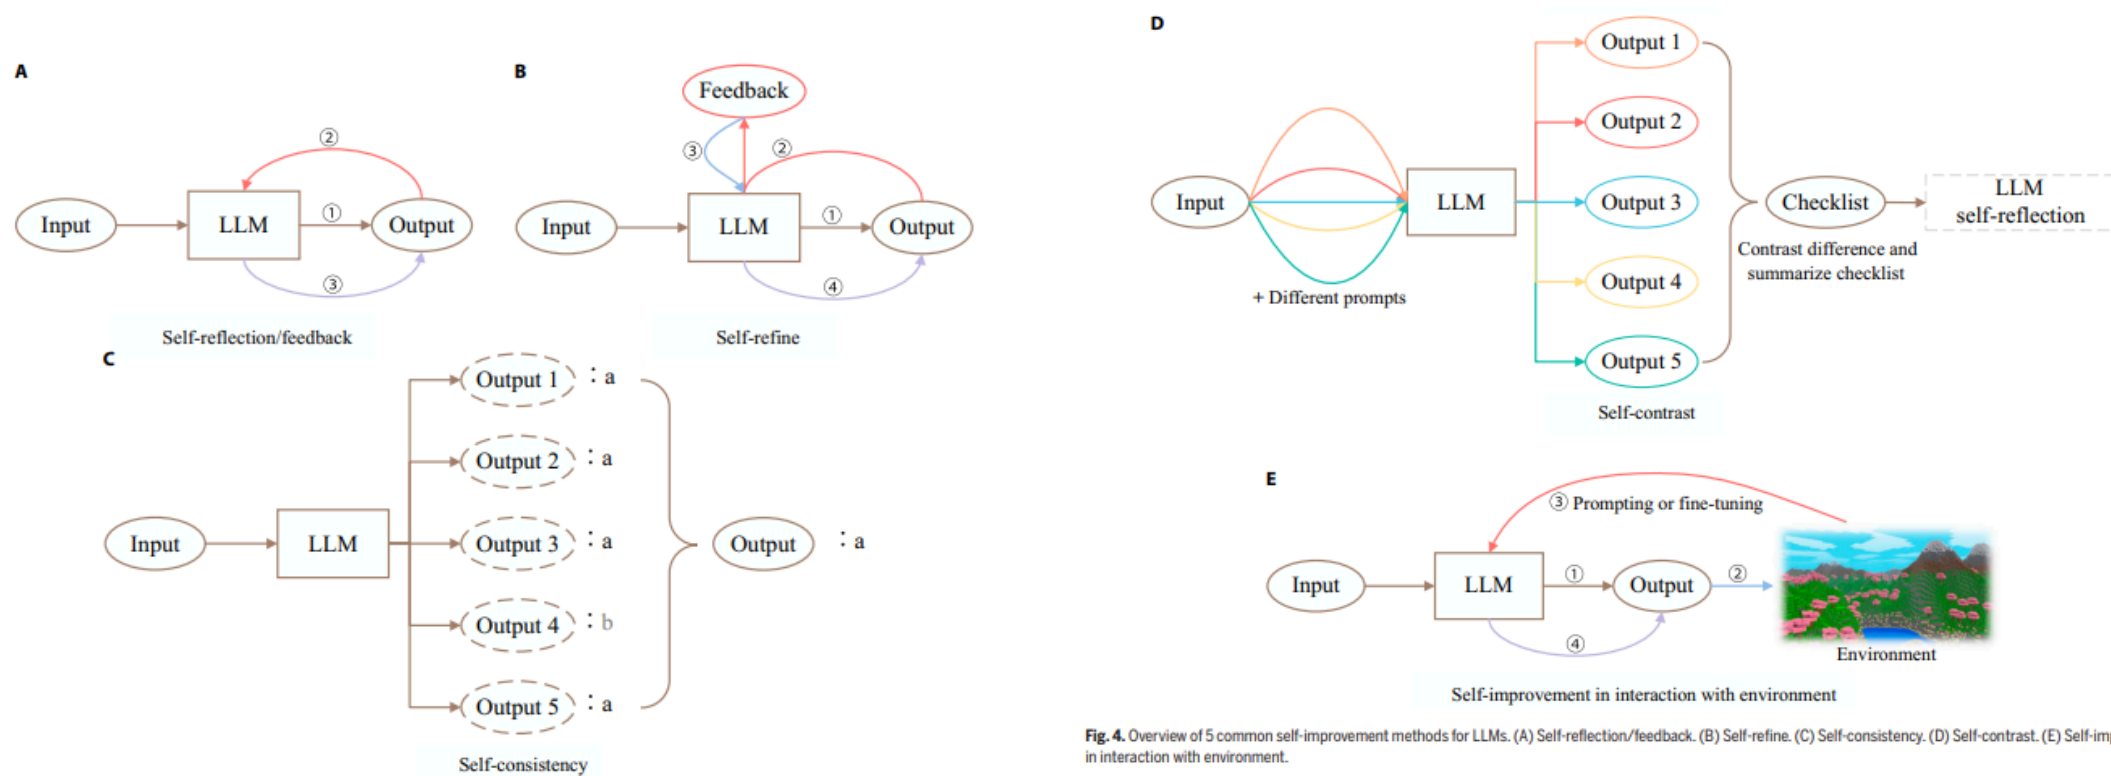 A
②
Input
LLM
①
Output
③
Self-reflection/feedback
B
Feedback
③
②
Input
LLM
①
Output
④
Self-refine
C
Output 1 : a
Output 2 : a
Input
LLM
Output 3 : a
Output : a
Output 4 : b
Output 5 : a
Self-consistency
D
Output 1
Output 2
Input
LLM
Output 3
Checklist
LLM
self-reflection
Contrast difference and
summarize checklist
Output 4
+ Different prompts
Output 5
Self-contrast
E
③ Prompting or fine-tuning
Input
LLM
①
Output
②
④
Environment
Self-improvement in interaction with environment
Fig. 4. Overview of 5 common self-improvement methods for LLMs. (A) Self-reflection/feedback. (B) Self-refine. (C) Self-consistency. (D) Self-contrast. (E) Self-im
in interaction with environment.